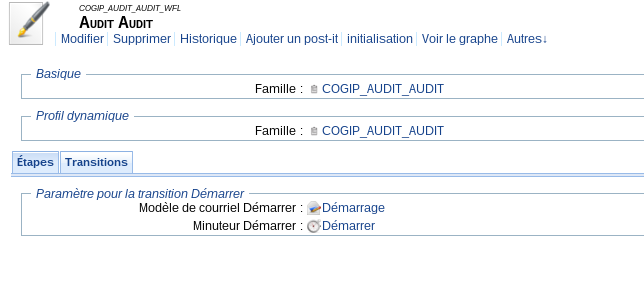 COGIP_AUDIT_AUDIT_WFL
Audit Audit
Modifier Supprimer Historique Ajouter un post-it initialisation Voir le graphe Autres↓
Basique
Famille : COGIP_AUDIT_AUDIT
Profil dynamique
Famille : COGIP_AUDIT_AUDIT
Étapes Transitions
Paramètre pour la transition Démarrer
Modèle de courriel Démarrer : Démarrage
Minuteur Démarrer : Démarrer